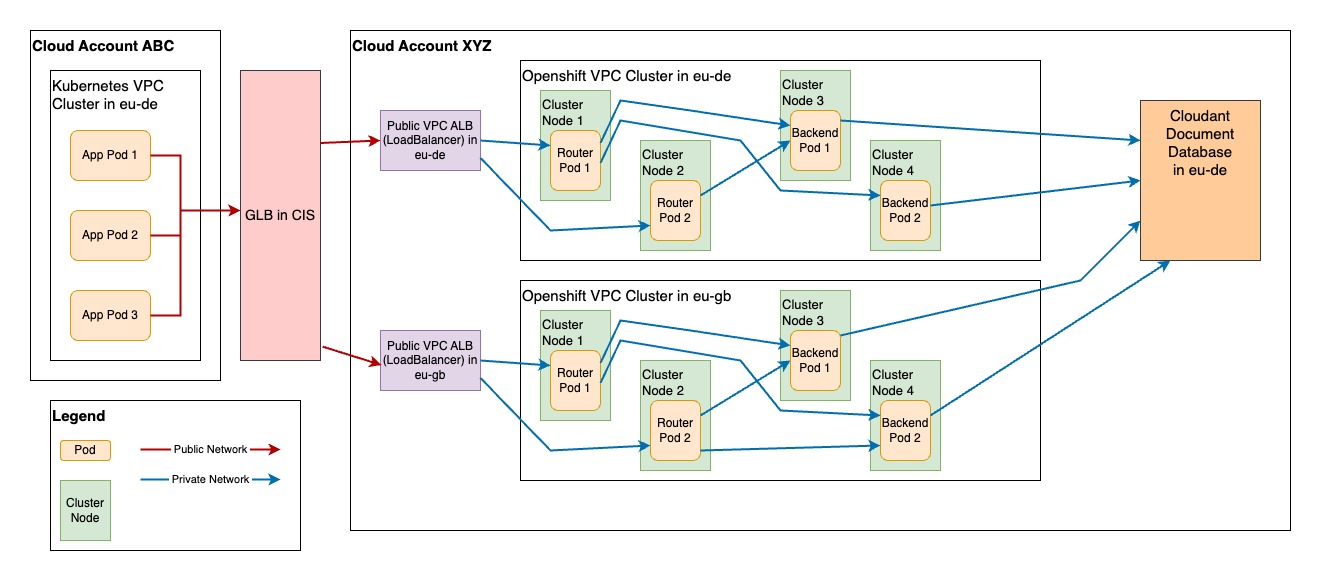 Cloud Account ABC
Kubernetes VPC
Cluster in eu-de
App Pod 1
App Pod 2
App Pod 3
GLB in CIS
Cloud Account XYZ
Public VPC ALB
(LoadBalancer) in
eu-de
Openshift VPC Cluster in eu-de
Cluster
Node 1
Router
Pod 1
Cluster
Node 2
Router
Pod 2
Cluster
Node 3
Backend
Pod 1
Cluster
Node 4
Backend
Pod 2
Cloudant
Document
Database
in eu-de
Public VPC ALB
(LoadBalancer) in
eu-gb
Openshift VPC Cluster in eu-gb
Cluster
Node 1
Router
Pod 1
Cluster
Node 2
Router
Pod 2
Cluster
Node 3
Backend
Pod 1
Cluster
Node 4
Backend
Pod 2
Legend
Pod
Public Network
Private Network
Cluster
Node